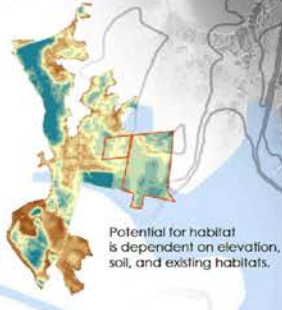 Potential for habitat
is dependent on elevation,
soil, and existing habitats.